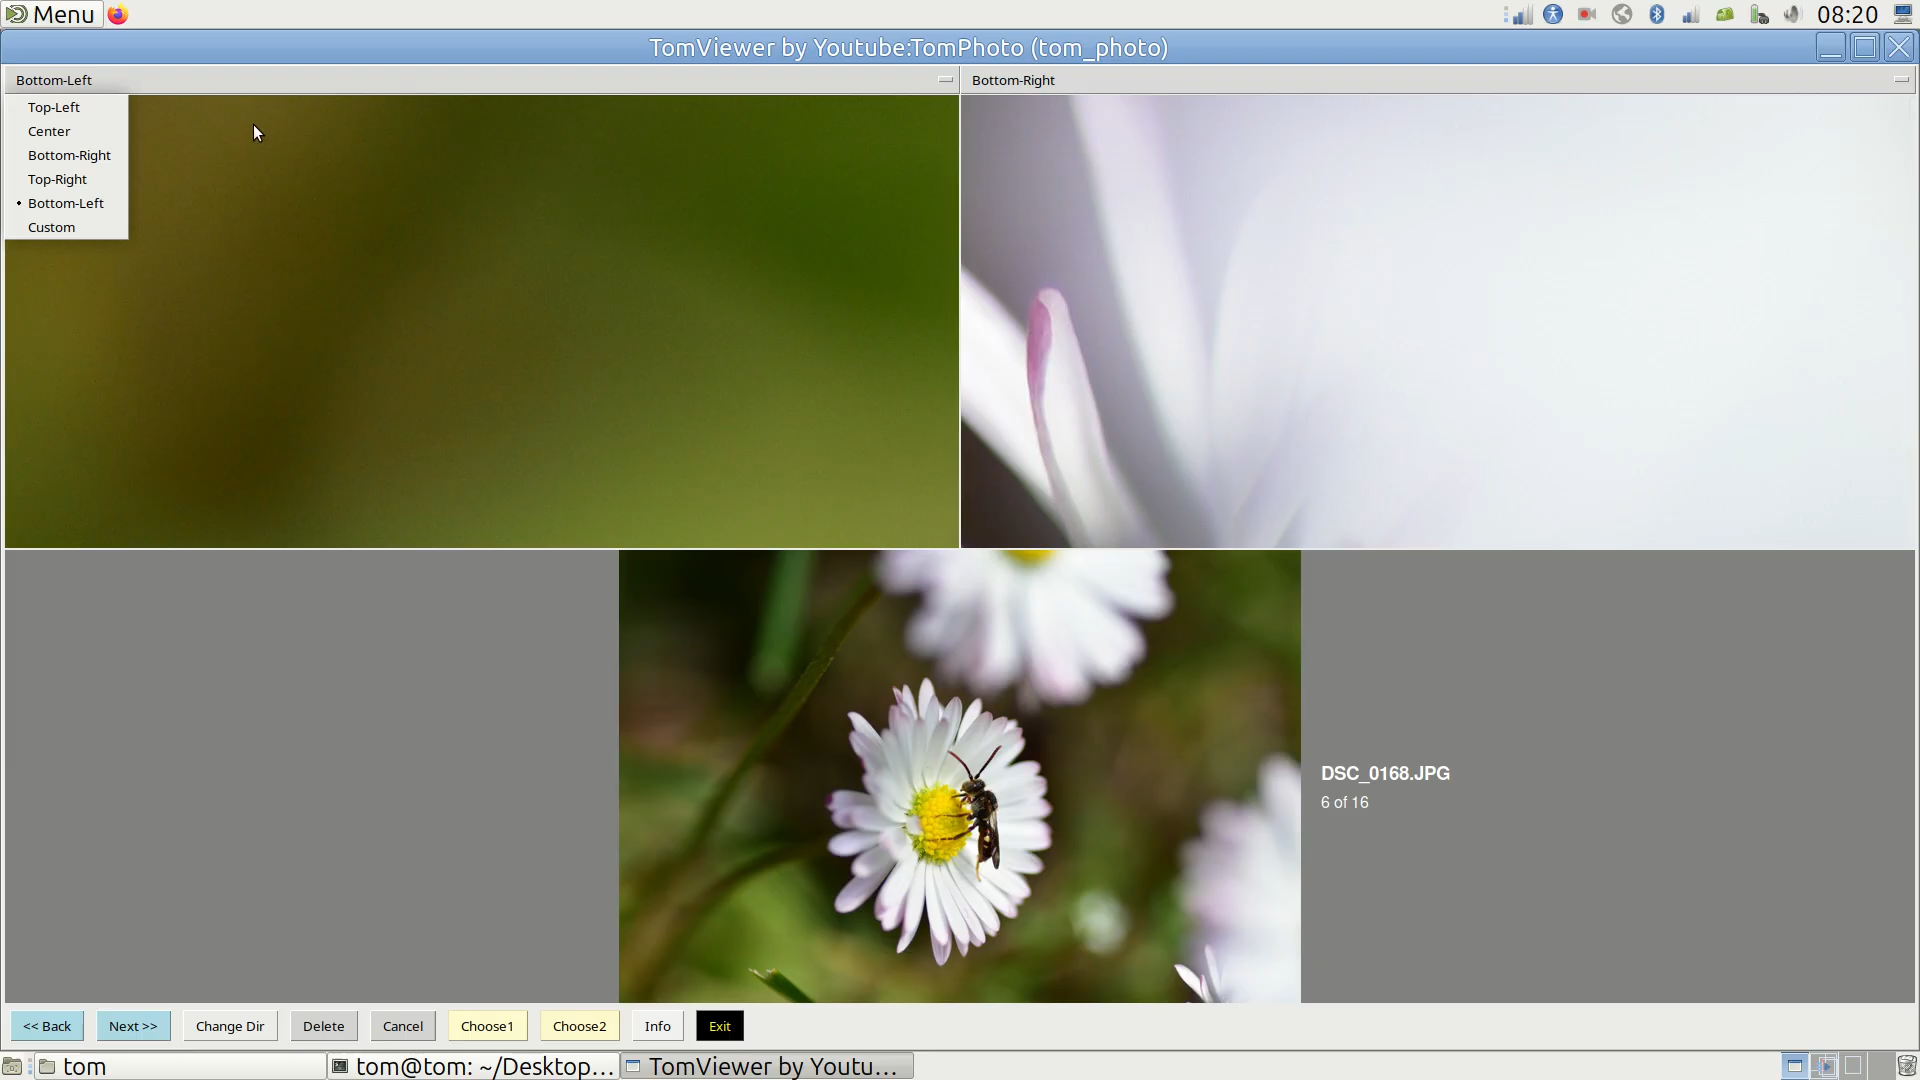 Menu
08:20
TomViewer by Youtube:TomPhoto (tom_photo)
Bottom-Left
Bottom-Right
Top-Left
Center
Bottom-Right
Top-Right
Bottom-Left
Custom
DSC_0168.JPG
6 of 16
<< Back
Next >>
Change Dir
Delete
Cancel
Choose1
Choose2
Info
Exit
tom
tom@tom: ~/Desktop...
TomViewer by Youtu...